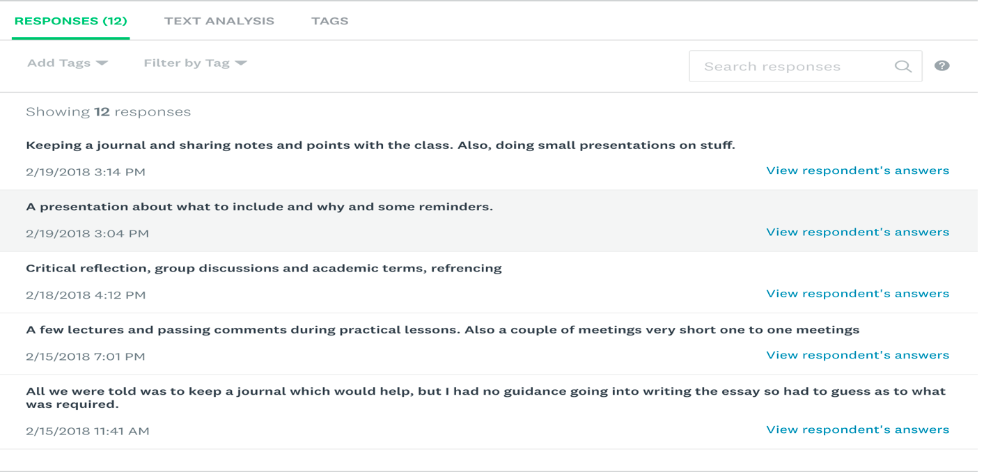 RESPONSES (12) TEXT ANALYSIS TAGS
Add Tags Filter by Tag Search responses ?
Showing 12 responses
Keeping a journal and sharing notes and points with the class. Also, doing small presentations on stuff.
2/19/2018 3:14 PM View respondent's answers
A presentation about what to include and why and some reminders.
2/19/2018 3:04 PM View respondent's answers
Critical reflection, group discussions and academic terms, refrencing
2/18/2018 4:12 PM View respondent's answers
A few lectures and passing comments during practical lessons. Also a couple of meetings very short one to one meetings
2/15/2018 7:01 PM View respondent's answers
All we were told was to keep a journal which would help, but I had no guidance going into writing the essay so had to guess as to what
was required.
2/15/2018 11:41 AM View respondent's answers